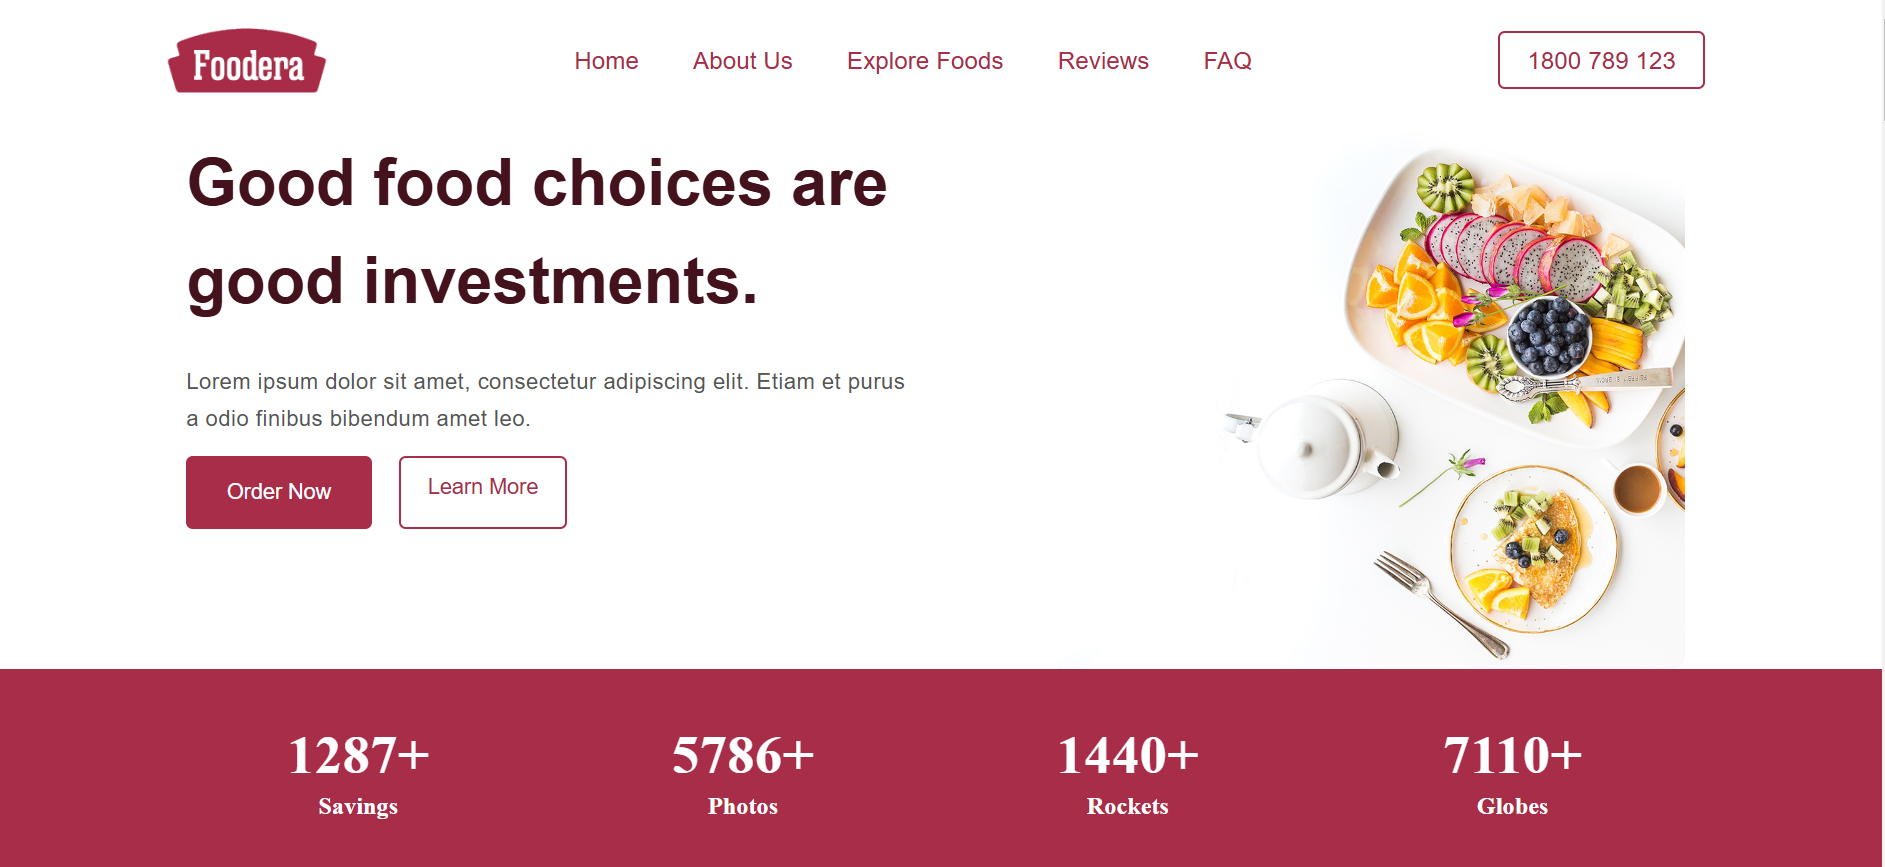 Foodera
Home About Us Explore Foods Reviews FAQ
1800 789 123
Good food choices are
good investments.
Lorem ipsum dolor sit amet, consectetur adipiscing elit. Etiam et purus
a odio finibus bibendum amet leo.
Order Now
Learn More
1287+
Savings
5786+
Photos
1440+
Rockets
7110+
Globes